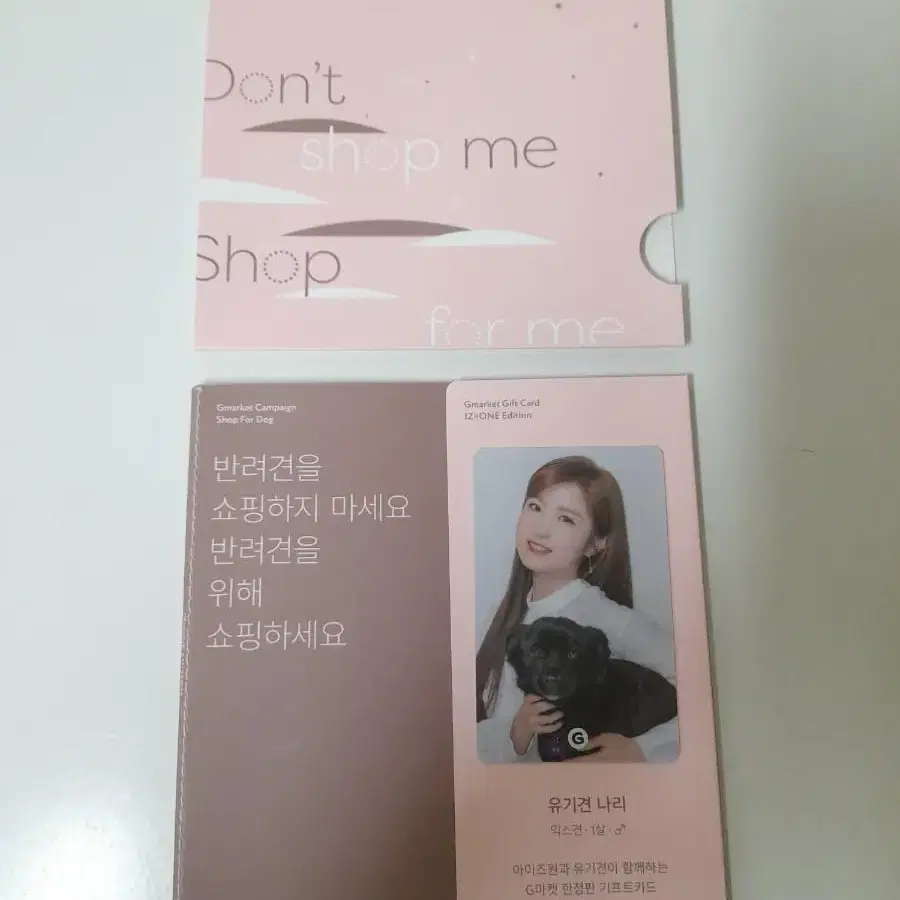 Don't
shop me
Shop
for me
Gmarket Campaign
Shop For Dog
반려견을
쇼핑하지 마세요
반려견을
위해
쇼핑하세요
Gmarket Gift Card
IZ*ONE Edition
G
유기견 나리
믹스견 · 1살 · ♂
아이즈원과 유기견이 함께하는
G마켓 한정판 기프트카드